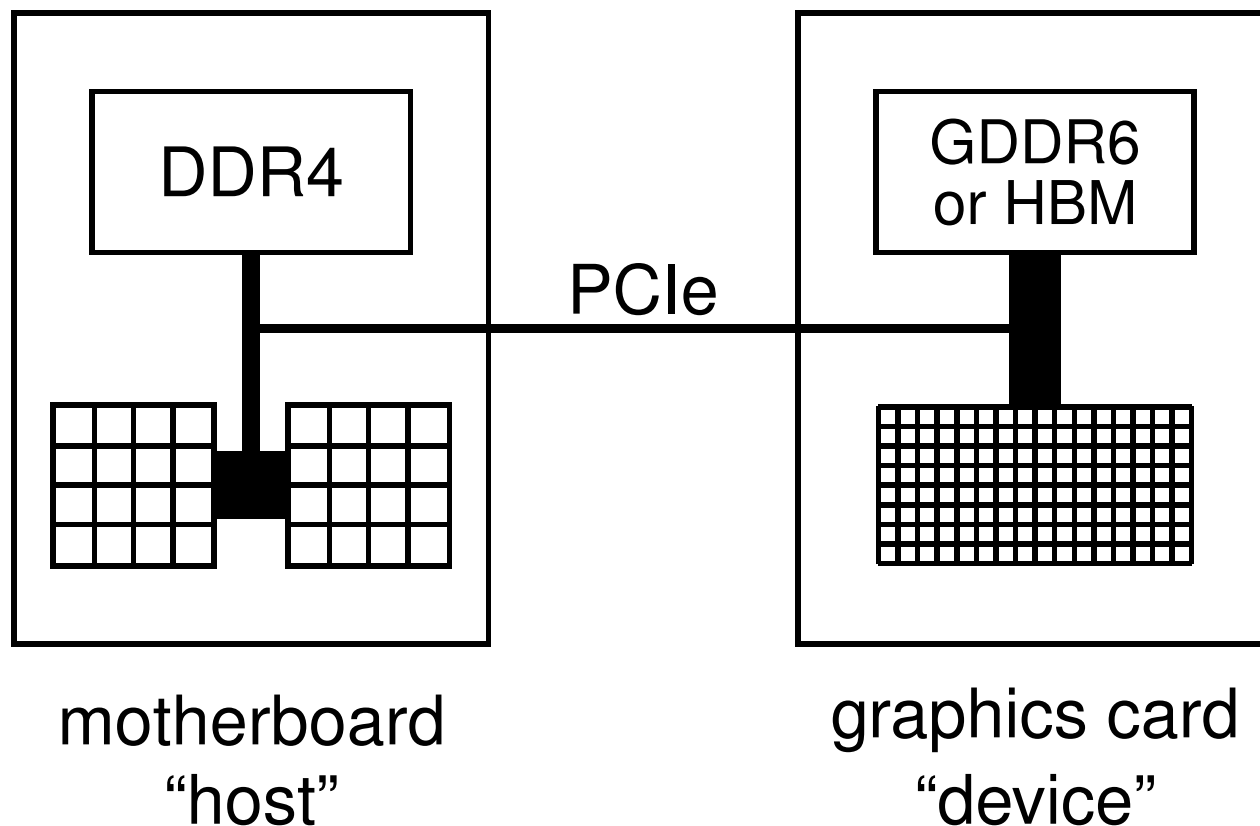 DDR4
GDDR6
or HBM
PCIe
motherboard
“host”
graphics card
“device”